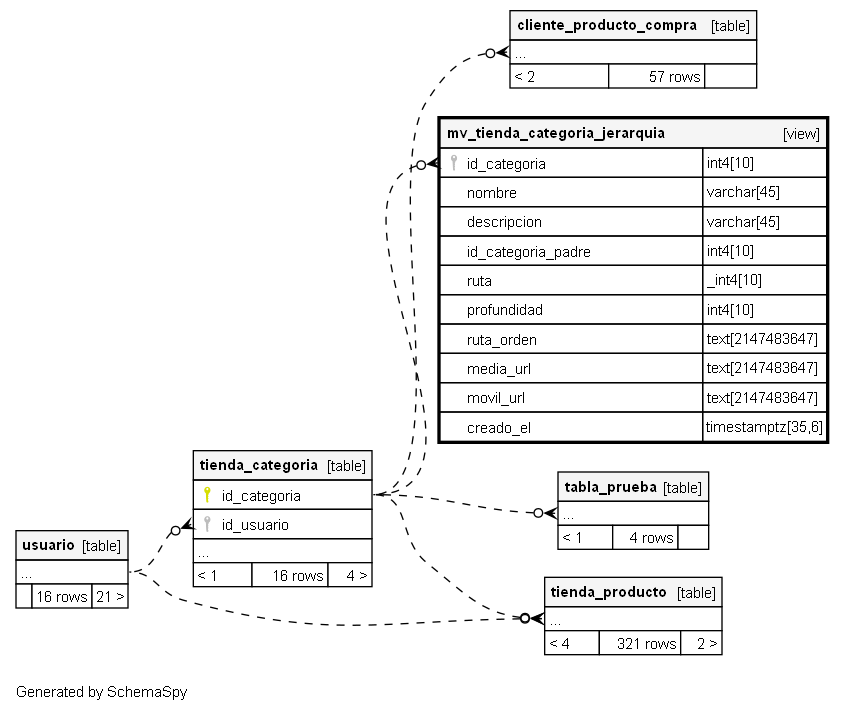 cliente_producto_compra [table]
...
< 2 57 rows
mv_tienda_categoria_jerarquia [view]
id_categoria int4[10]
nombre varchar[45]
descripcion varchar[45]
id_categoria_padre int4[10]
ruta _int4[10]
profundidad int4[10]
ruta_orden text[2147483647]
media_url text[2147483647]
movil_url text[2147483647]
creado_el timestamptz[35,6]
tienda_categoria [table]
id_categoria
id_usuario
...
< 1 16 rows 4 >
tabla_prueba [table]
...
< 1 4 rows
usuario [table]
...
16 rows 21 >
tienda_producto [table]
...
< 4 321 rows 2 >
Generated by SchemaSpy